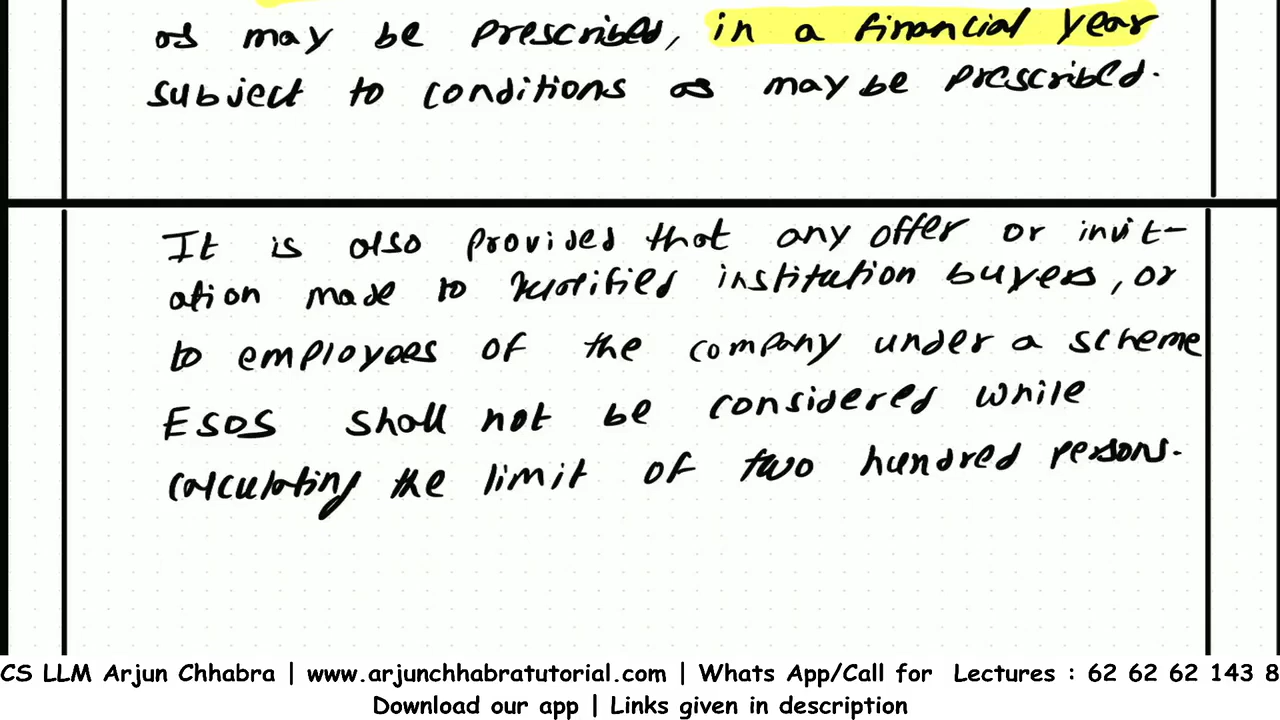 as may be prescribed, in a financial year
subject to conditions as may be prescribed.
It is also provided that any offer or invit-
ation made to institution buyers, or
to employees of the company under a scheme
ESOS shall not be considered while
calculating the limit of two hundred persons.
CS LLM Arjun Chhabra | www.arjunchhabratutorial.com | Whats App/Call for Lectures : 62 62 62 143 8
Download our app | Links given in description